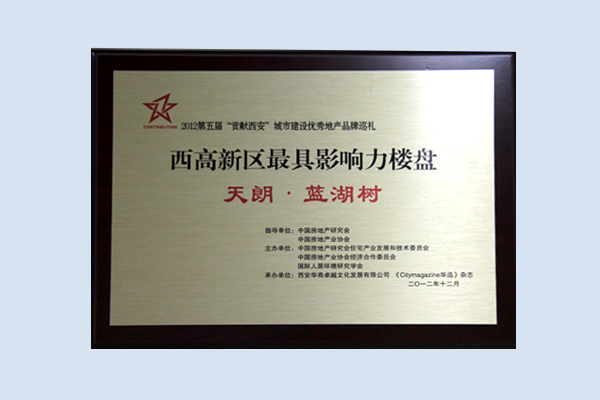 CONTRIBUTION
2012第五届“贡献西安”城市建设优秀地产品牌巡礼
西高新区最具影响力楼盘
天朗·蓝湖树
指导单位：中国房地产研究会
中国房地产业协会
主办单位：中国房地产研究会住宅产业发展和技术委员会
中国房地产业协会经济合作委员会
国际人居环境研究学会
承办单位：西安华商卓越文化发展有限公司 《Citymagazine华迅》杂志
二〇一二年十二月